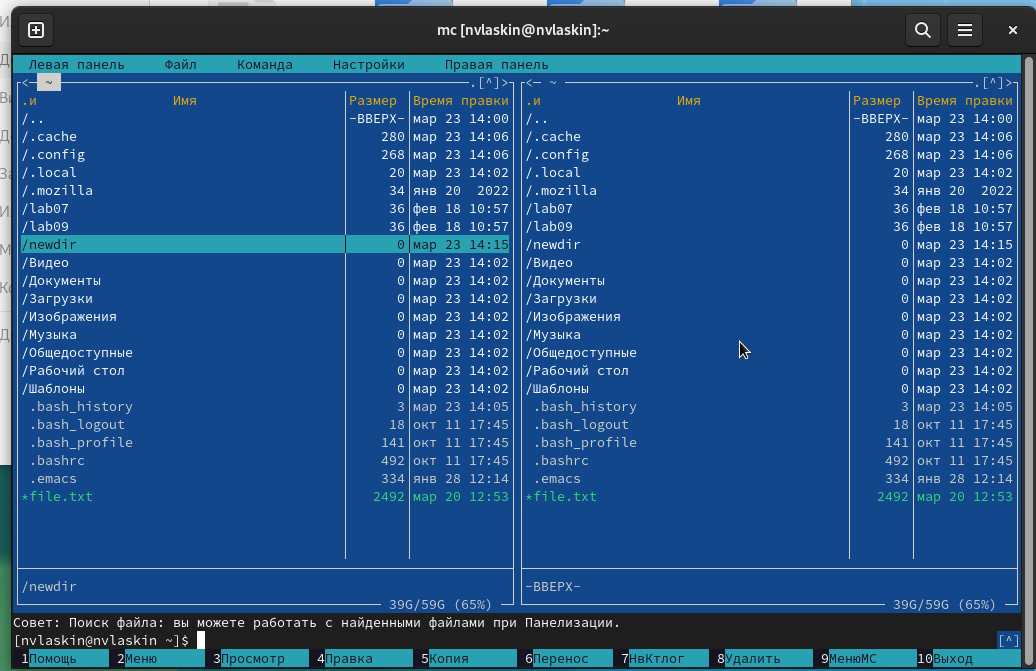 mc [nvlaskin@nvlaskin]:~
Левая панель Файл Команда Настройки Правая панель
<─ ~ .[^]> <─ ~ .[^]>
.и Имя Размер Время правки .и Имя Размер Время правки
/.. -ВВЕРХ- мар 23 14:00 /.. -ВВЕРХ- мар 23 14:00
/.cache 280 мар 23 14:06 /.cache 280 мар 23 14:06
/.config 268 мар 23 14:06 /.config 268 мар 23 14:06
/.local 20 мар 23 14:02 /.local 20 мар 23 14:02
/.mozilla 34 янв 20 2022 /.mozilla 34 янв 20 2022
/lab07 36 фев 18 10:57 /lab07 36 фев 18 10:57
/lab09 36 фев 18 10:57 /lab09 36 фев 18 10:57
/newdir 0 мар 23 14:15 /newdir 0 мар 23 14:15
/Видео 0 мар 23 14:02 /Видео 0 мар 23 14:02
/Документы 0 мар 23 14:02 /Документы 0 мар 23 14:02
/Загрузки 0 мар 23 14:02 /Загрузки 0 мар 23 14:02
/Изображения 0 мар 23 14:02 /Изображения 0 мар 23 14:02
/Музыка 0 мар 23 14:02 /Музыка 0 мар 23 14:02
/Общедоступные 0 мар 23 14:02 /Общедоступные 0 мар 23 14:02
/Рабочий стол 0 мар 23 14:02 /Рабочий стол 0 мар 23 14:02
/Шаблоны 0 мар 23 14:02 /Шаблоны 0 мар 23 14:02
.bash_history 3 мар 23 14:05 .bash_history 3 мар 23 14:05
.bash_logout 18 окт 11 17:45 .bash_logout 18 окт 11 17:45
.bash_profile 141 окт 11 17:45 .bash_profile 141 окт 11 17:45
.bashrc 492 окт 11 17:45 .bashrc 492 окт 11 17:45
.emacs 334 янв 28 12:14 .emacs 334 янв 28 12:14
*file.txt 2492 мар 20 12:53 *file.txt 2492 мар 20 12:53
/newdir -ВВЕРХ-
39G/59G (65%) 39G/59G (65%)
Совет: Поиск файла: вы можете работать с найденными файлами при Панелизации.
[nvlaskin@nvlaskin ~]$ [^]
1Помощь 2Меню 3Просмотр 4Правка 5Копия 6Перенос 7НвКтлог 8Удалить 9МенюМС 10Выход